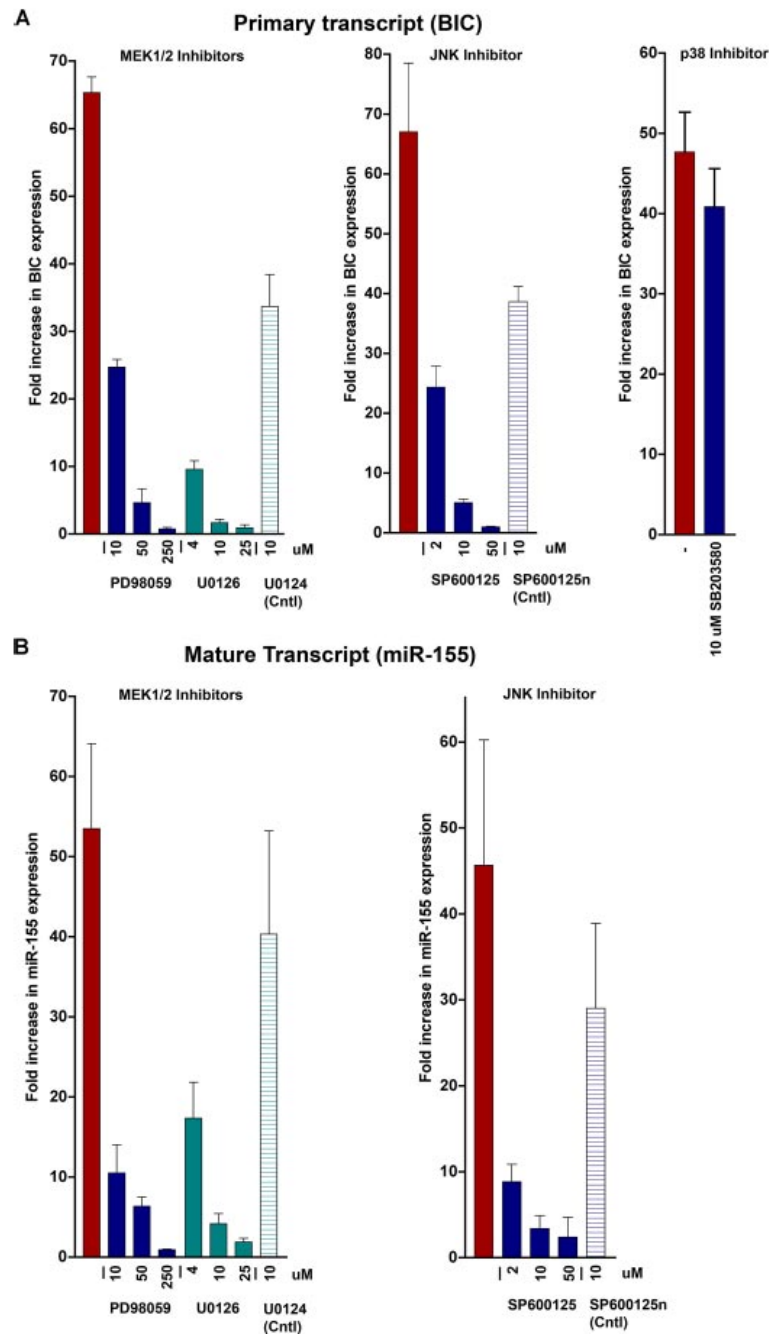 A
Primary transcript (BIC)
MEK1/2 Inhibitors
Fold increase in BIC expression
70
60
50
40
30
20
10
0
10 50 250 4 10 25 10 uM
PD98059 U0126 U0124
(Cntl)
JNK Inhibitor
Fold increase in BIC expression
80
70
60
50
40
30
20
10
0
2 10 50 10 uM
SP600125 SP600125n
(Cntl)
p38 Inhibitor
Fold increase in BIC expression
60
50
40
30
20
10
0
-
10 uM SB203580
B
Mature Transcript (miR-155)
MEK1/2 Inhibitors
Fold increase in miR-155 expression
70
60
50
40
30
20
10
0
10 50 250 4 10 25 10 uM
PD98059 U0126 U0124
(Cntl)
JNK Inhibitor
Fold increase in miR-155 expression
60
50
40
30
20
10
0
2 10 50 10 uM
SP600125 SP600125n
(Cntl)